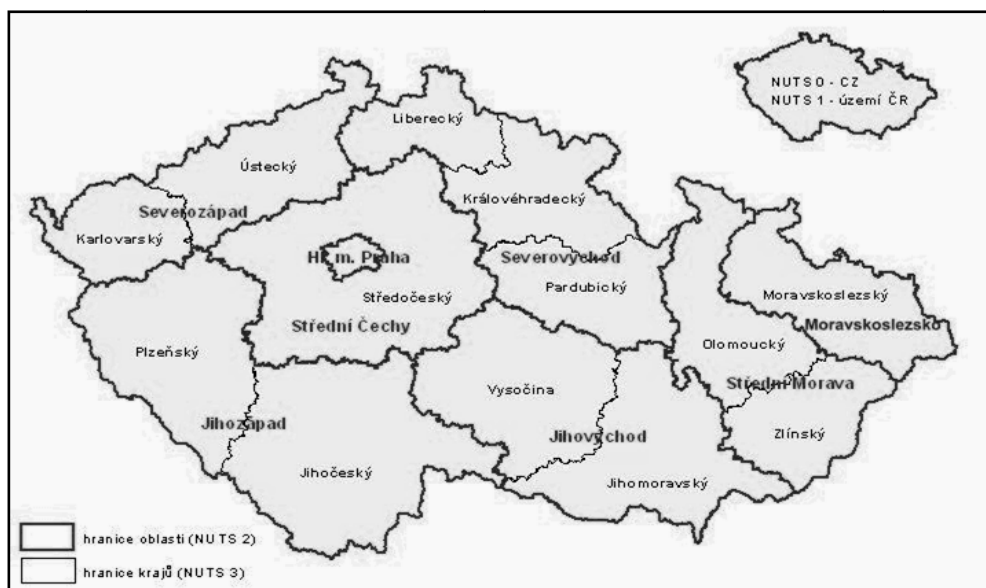 NUTS 0 - CZ
NUTS 1 - území ČR
Liberecký
Ústecký
Královéhradecký
Severozápad
Karlovarský
Hl. m. Praha
Severovýchod
Pardubický
Středočeský
Moravskoslezský
Střední Čechy
Moravskoslezsko
Olomoucký
Plzeňský
Vysočina
Střední Morava
Jihozápad
Jihovýchod
Zlínský
Jihočeský
Jihomoravský
hranice oblasti (NUTS 2)
hranice krajů (NUTS 3)